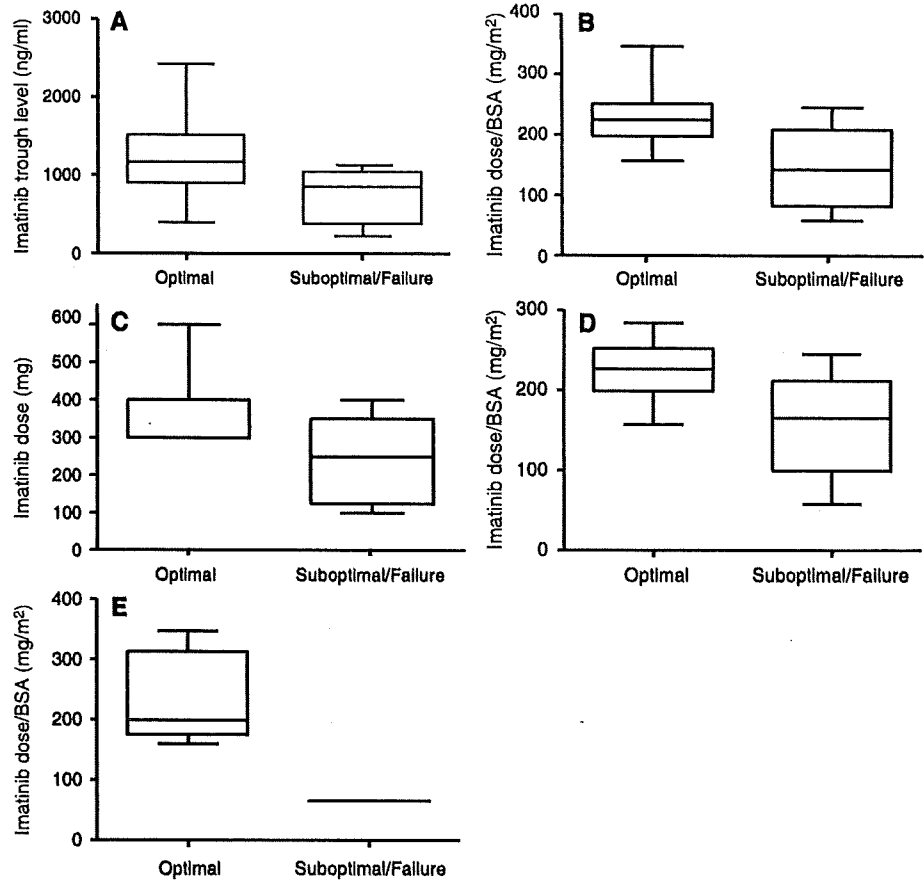 A
Imatinib trough level (ng/ml)
3000
2000
1000
0
Optimal
Suboptimal/Failure
B
Imatinib dose/BSA (mg/m²)
400
300
200
100
0
Optimal
Suboptimal/Failure
C
Imatinib dose (mg)
600
500
400
300
200
100
0
Optimal
Suboptimal/Failure
D
Imatinib dose/BSA (mg/m²)
300
200
100
0
Optimal
Suboptimal/Failure
E
Imatinib dose/BSA (mg/m²)
400
300
200
100
0
Optimal
Suboptimal/Failure